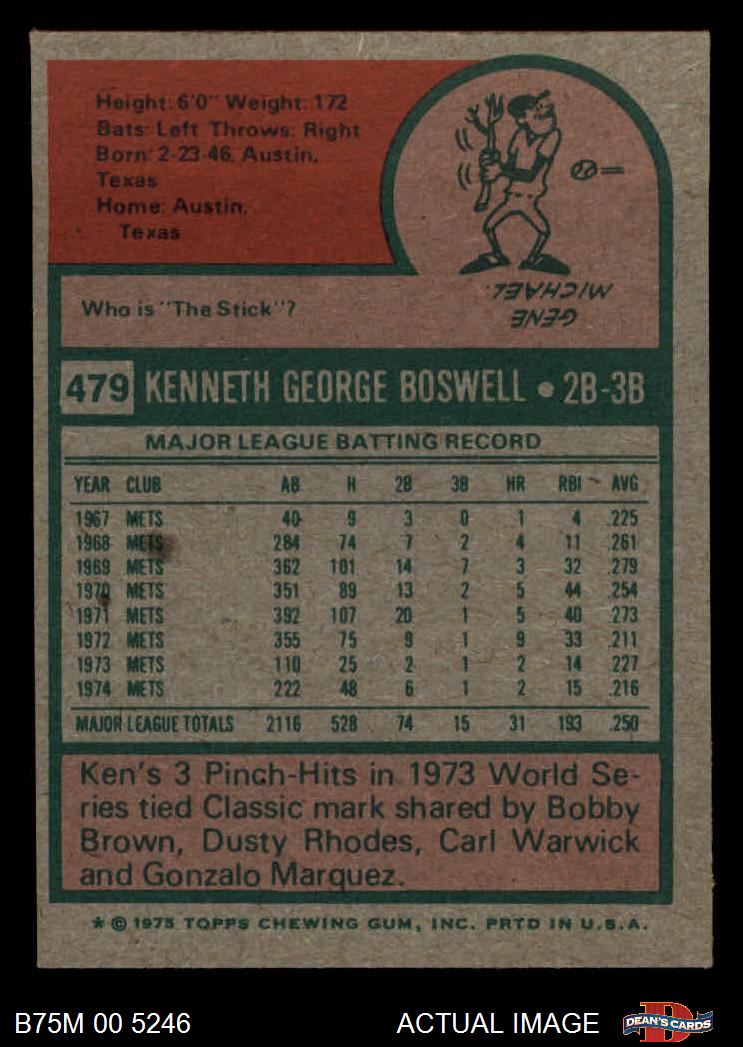 Height: 6'0" Weight: 172
Bats: Left Throws: Right
Born: 2-23-46, Austin,
Texas
Home: Austin,
Texas
Who is "The Stick"?
GENE
MICHAEL.
479 KENNETH GEORGE BOSWELL • 2B-3B
MAJOR LEAGUE BATTING RECORD
YEAR CLUB AB H 2B 3B HR RBI AVG
1967 METS 40 9 3 0 1 4 .225
1968 METS 284 74 7 2 4 11 .261
1969 METS 362 101 14 7 3 32 .279
1970 METS 351 89 13 2 5 44 .254
1971 METS 392 107 20 1 5 40 .273
1972 METS 355 75 9 1 9 33 .211
1973 METS 110 25 2 1 2 14 .227
1974 METS 222 48 6 1 2 15 .216
MAJOR LEAGUE TOTALS 2116 528 74 15 31 193 .250
Ken's 3 Pinch-Hits in 1973 World Se-
ries tied Classic mark shared by Bobby
Brown, Dusty Rhodes, Carl Warwick
and Gonzalo Marquez.
* © 1975 TOPPS CHEWING GUM, INC. PRTD IN U.S.A.
B75M 00 5246 ACTUAL IMAGE D DEAN'S CARDS